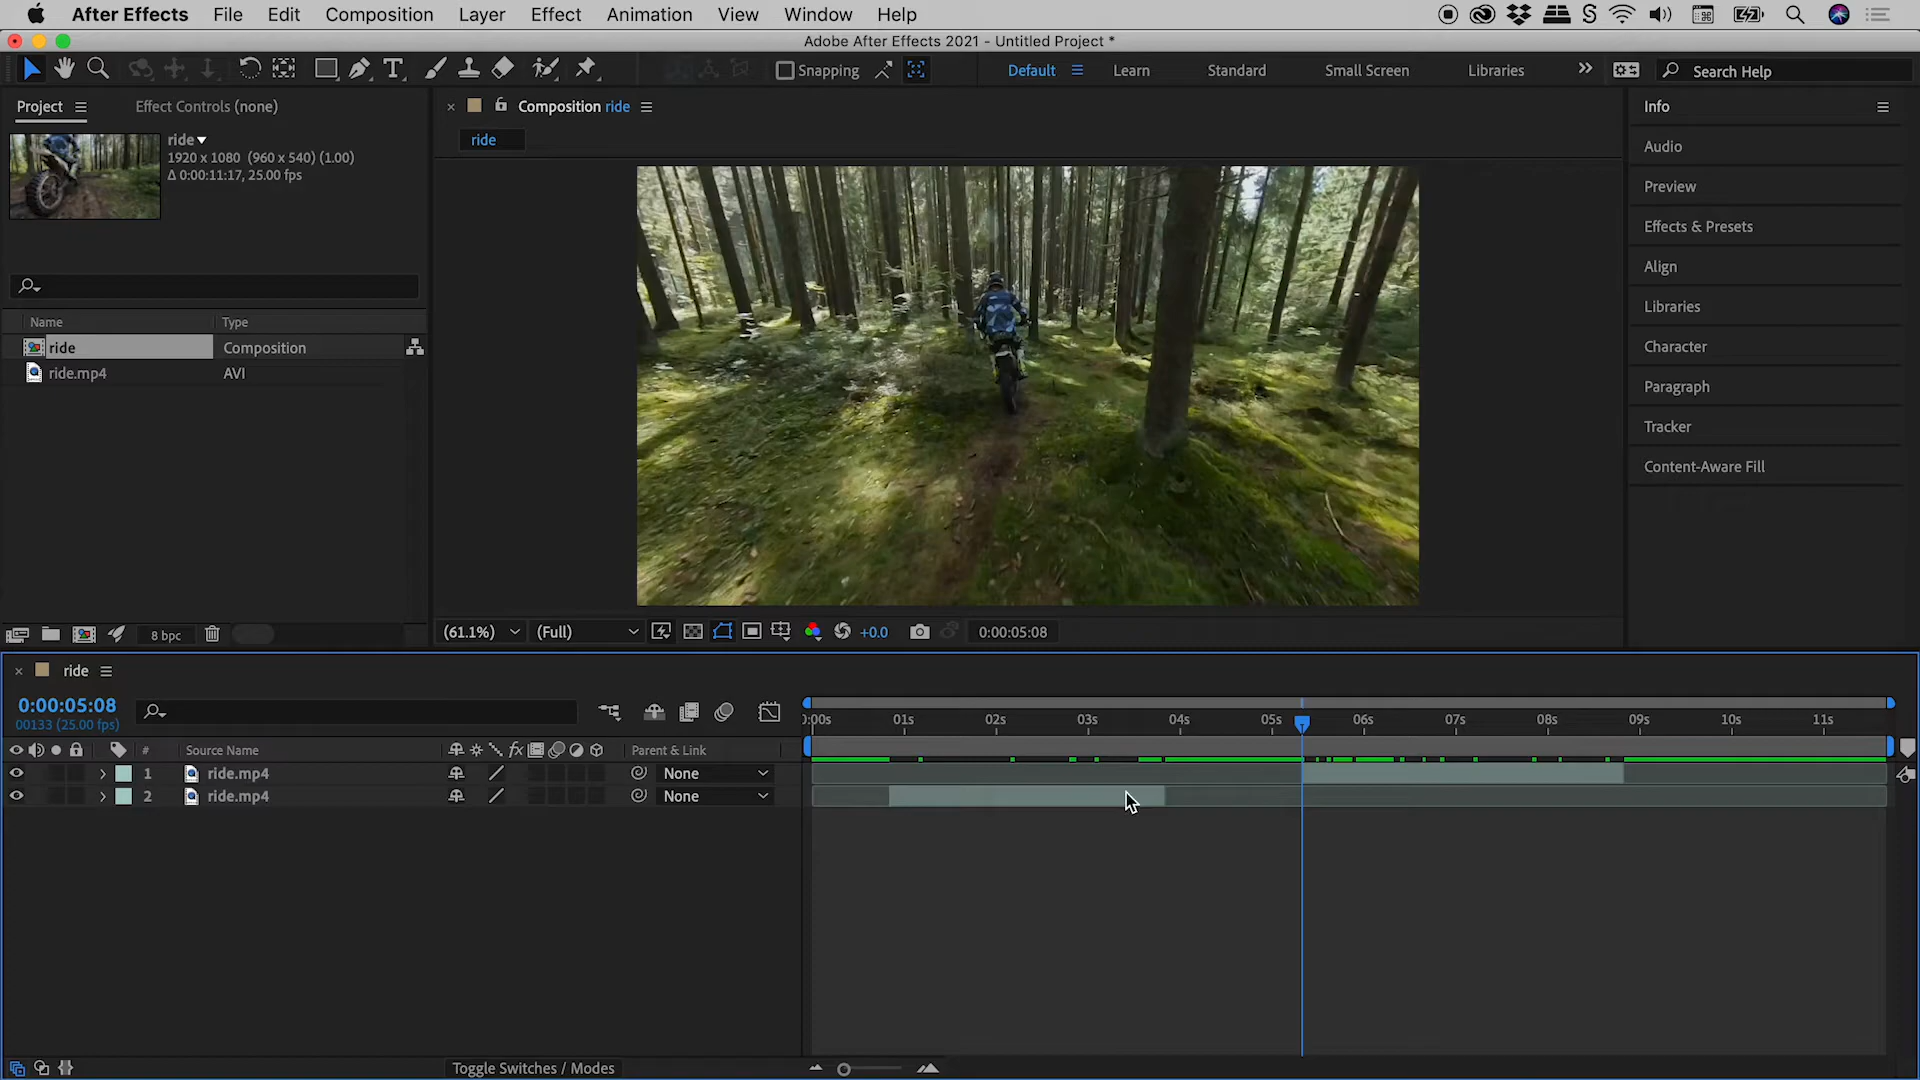 After Effects File Edit Composition Layer Effect Animation View Window Help
Adobe After Effects 2021 - Untitled Project *
Snapping Default Learn Standard Small Screen Libraries Search Help
Project Effect Controls (none)
ride
1920 x 1080 (960 x 540) (1.00)
Δ 0:00:11:17, 25.00 fps
Name Type
ride Composition
ride.mp4 AVI
8 bpc
Composition ride
ride
(61.1%) (Full) +0.0 0:00:05:08
Info
Audio
Preview
Effects & Presets
Align
Libraries
Character
Paragraph
Tracker
Content-Aware Fill
ride
0:00:05:08
00133 (25.00 fps)
):00s 01s 02s 03s 04s 05s 06s 07s 08s 09s 10s 11s
# Source Name fx Parent & Link
1 ride.mp4 None
2 ride.mp4 None
Toggle Switches / Modes